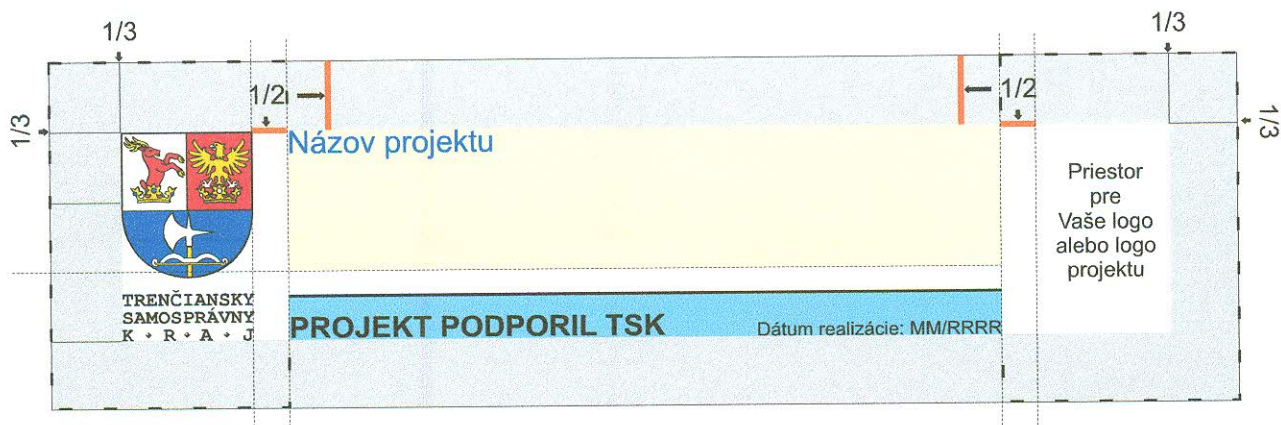 1/3
1/3
1/2
1/2
1/3
1/3
Názov projektu
Priestor
pre
Vaše logo
alebo logo
projektu
TRENČIANSKY
SAMOSPRÁVNY
K • R • A • J
PROJEKT PODPORIL TSK
Dátum realizácie: MM/RRRR